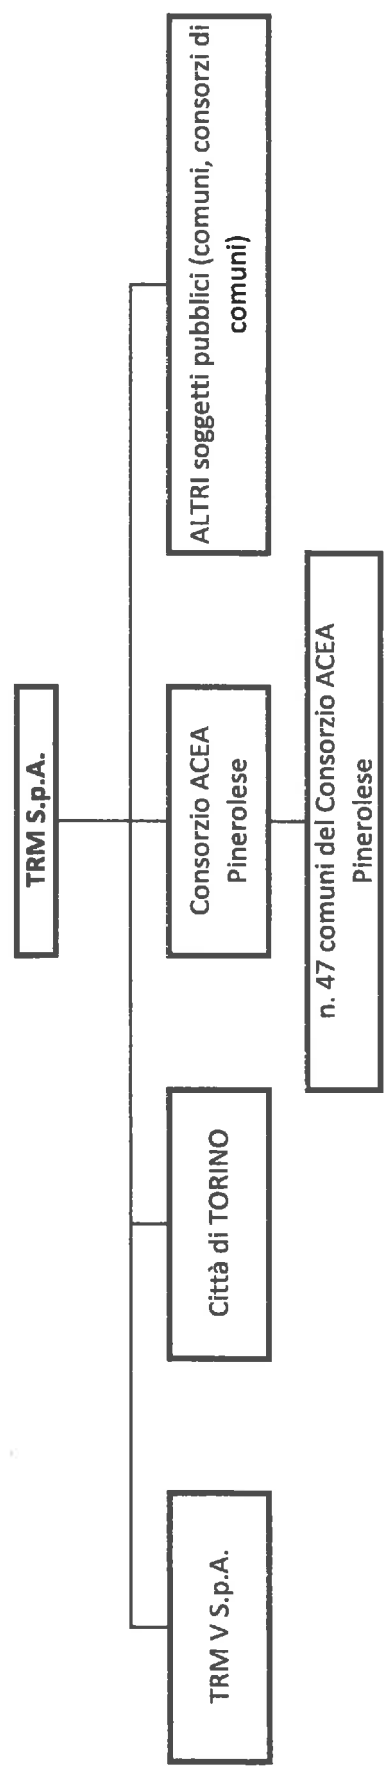 TRM S.p.A.
TRM V S.p.A.
Città di TORINO
Consorzio ACEA
Pinerolese
ALTRI soggetti pubblici (comuni, consorzi di
comuni)
n. 47 comuni del Consorzio ACEA
Pinerolese